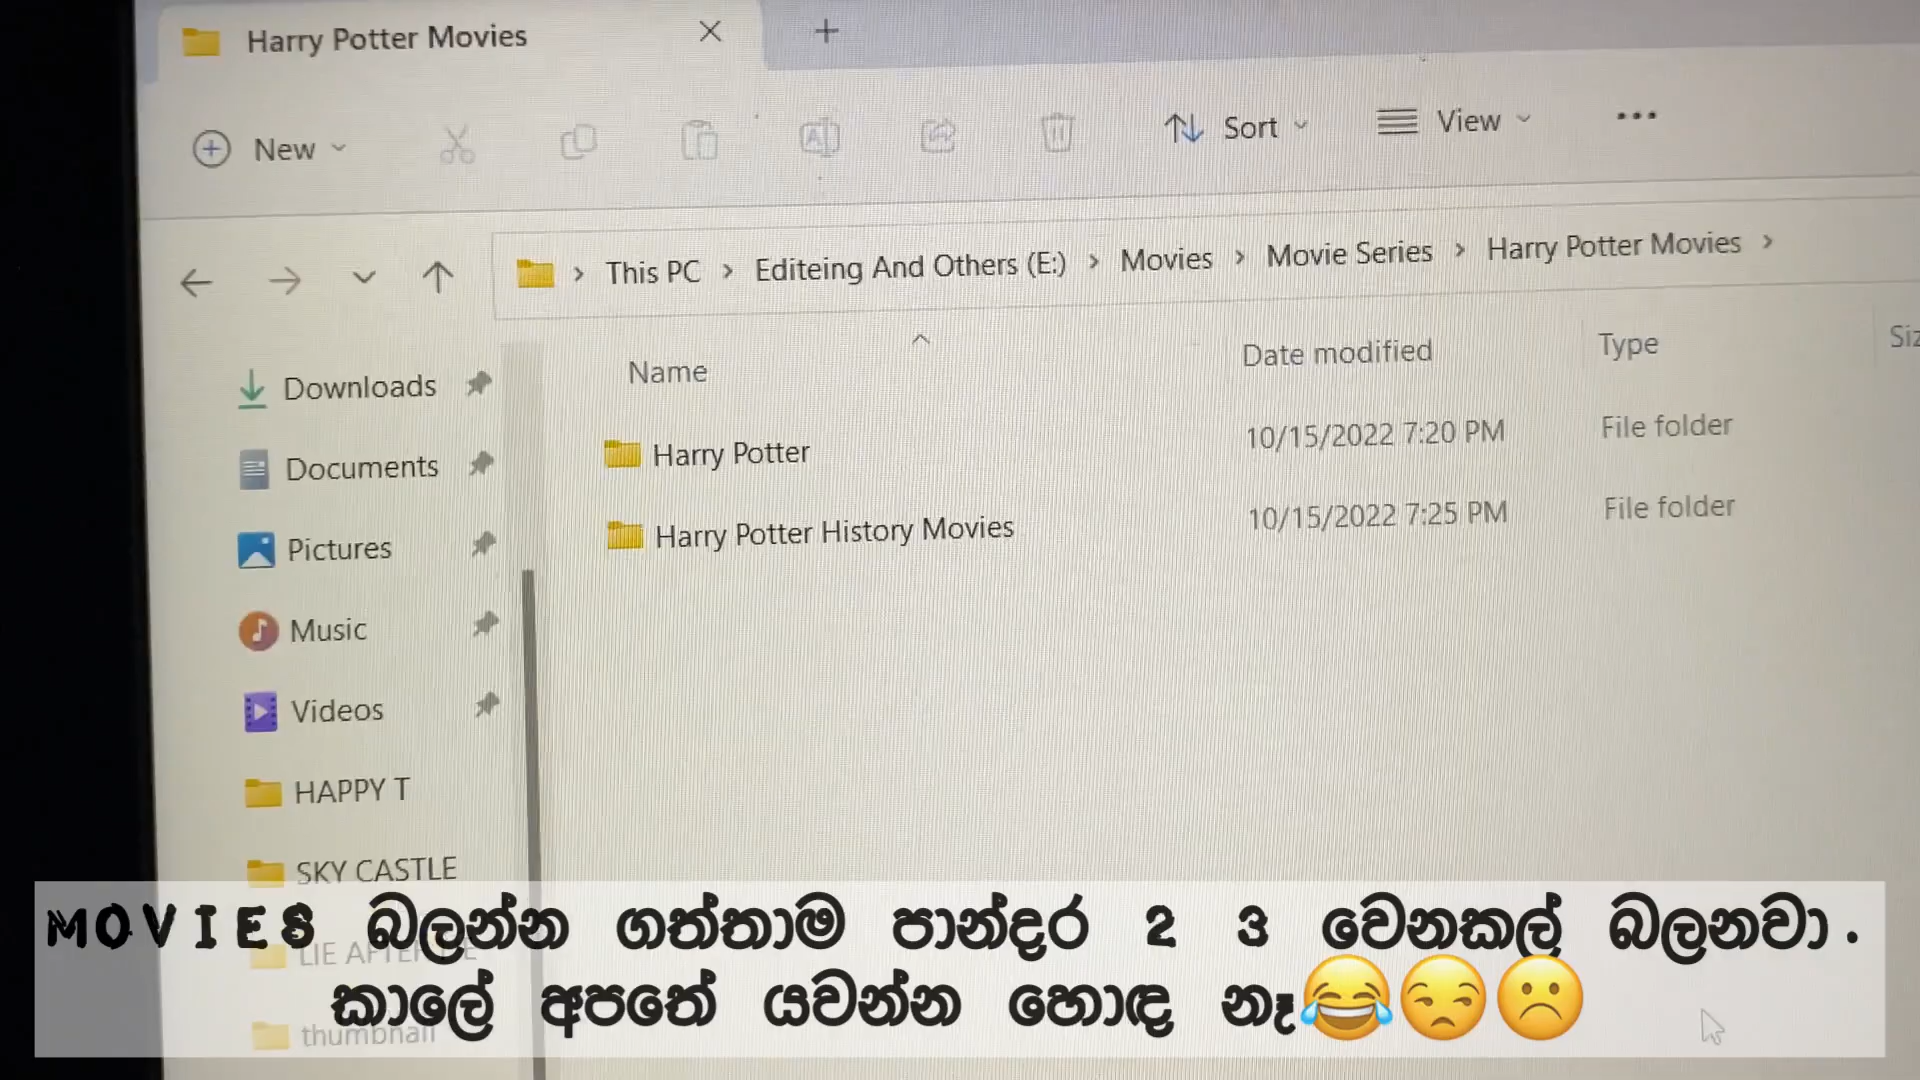 Harry Potter Movies
New
Sort
View
This PC > Editeing And Others (E:) > Movies > Movie Series > Harry Potter Movies >
Name
Date modified
Type
Downloads
Documents
Pictures
Music
Videos
HAPPY T
SKY CASTLE
Harry Potter 10/15/2022 7:20 PM File folder
Harry Potter History Movies 10/15/2022 7:25 PM File folder
MOVIES බලන්න ගත්තාම පාන්දර 2 3 වෙනකල් බලනවා.
කාලේ අපතේ යවන්න හොඳ නෑ😂😒☹️
thumbnail